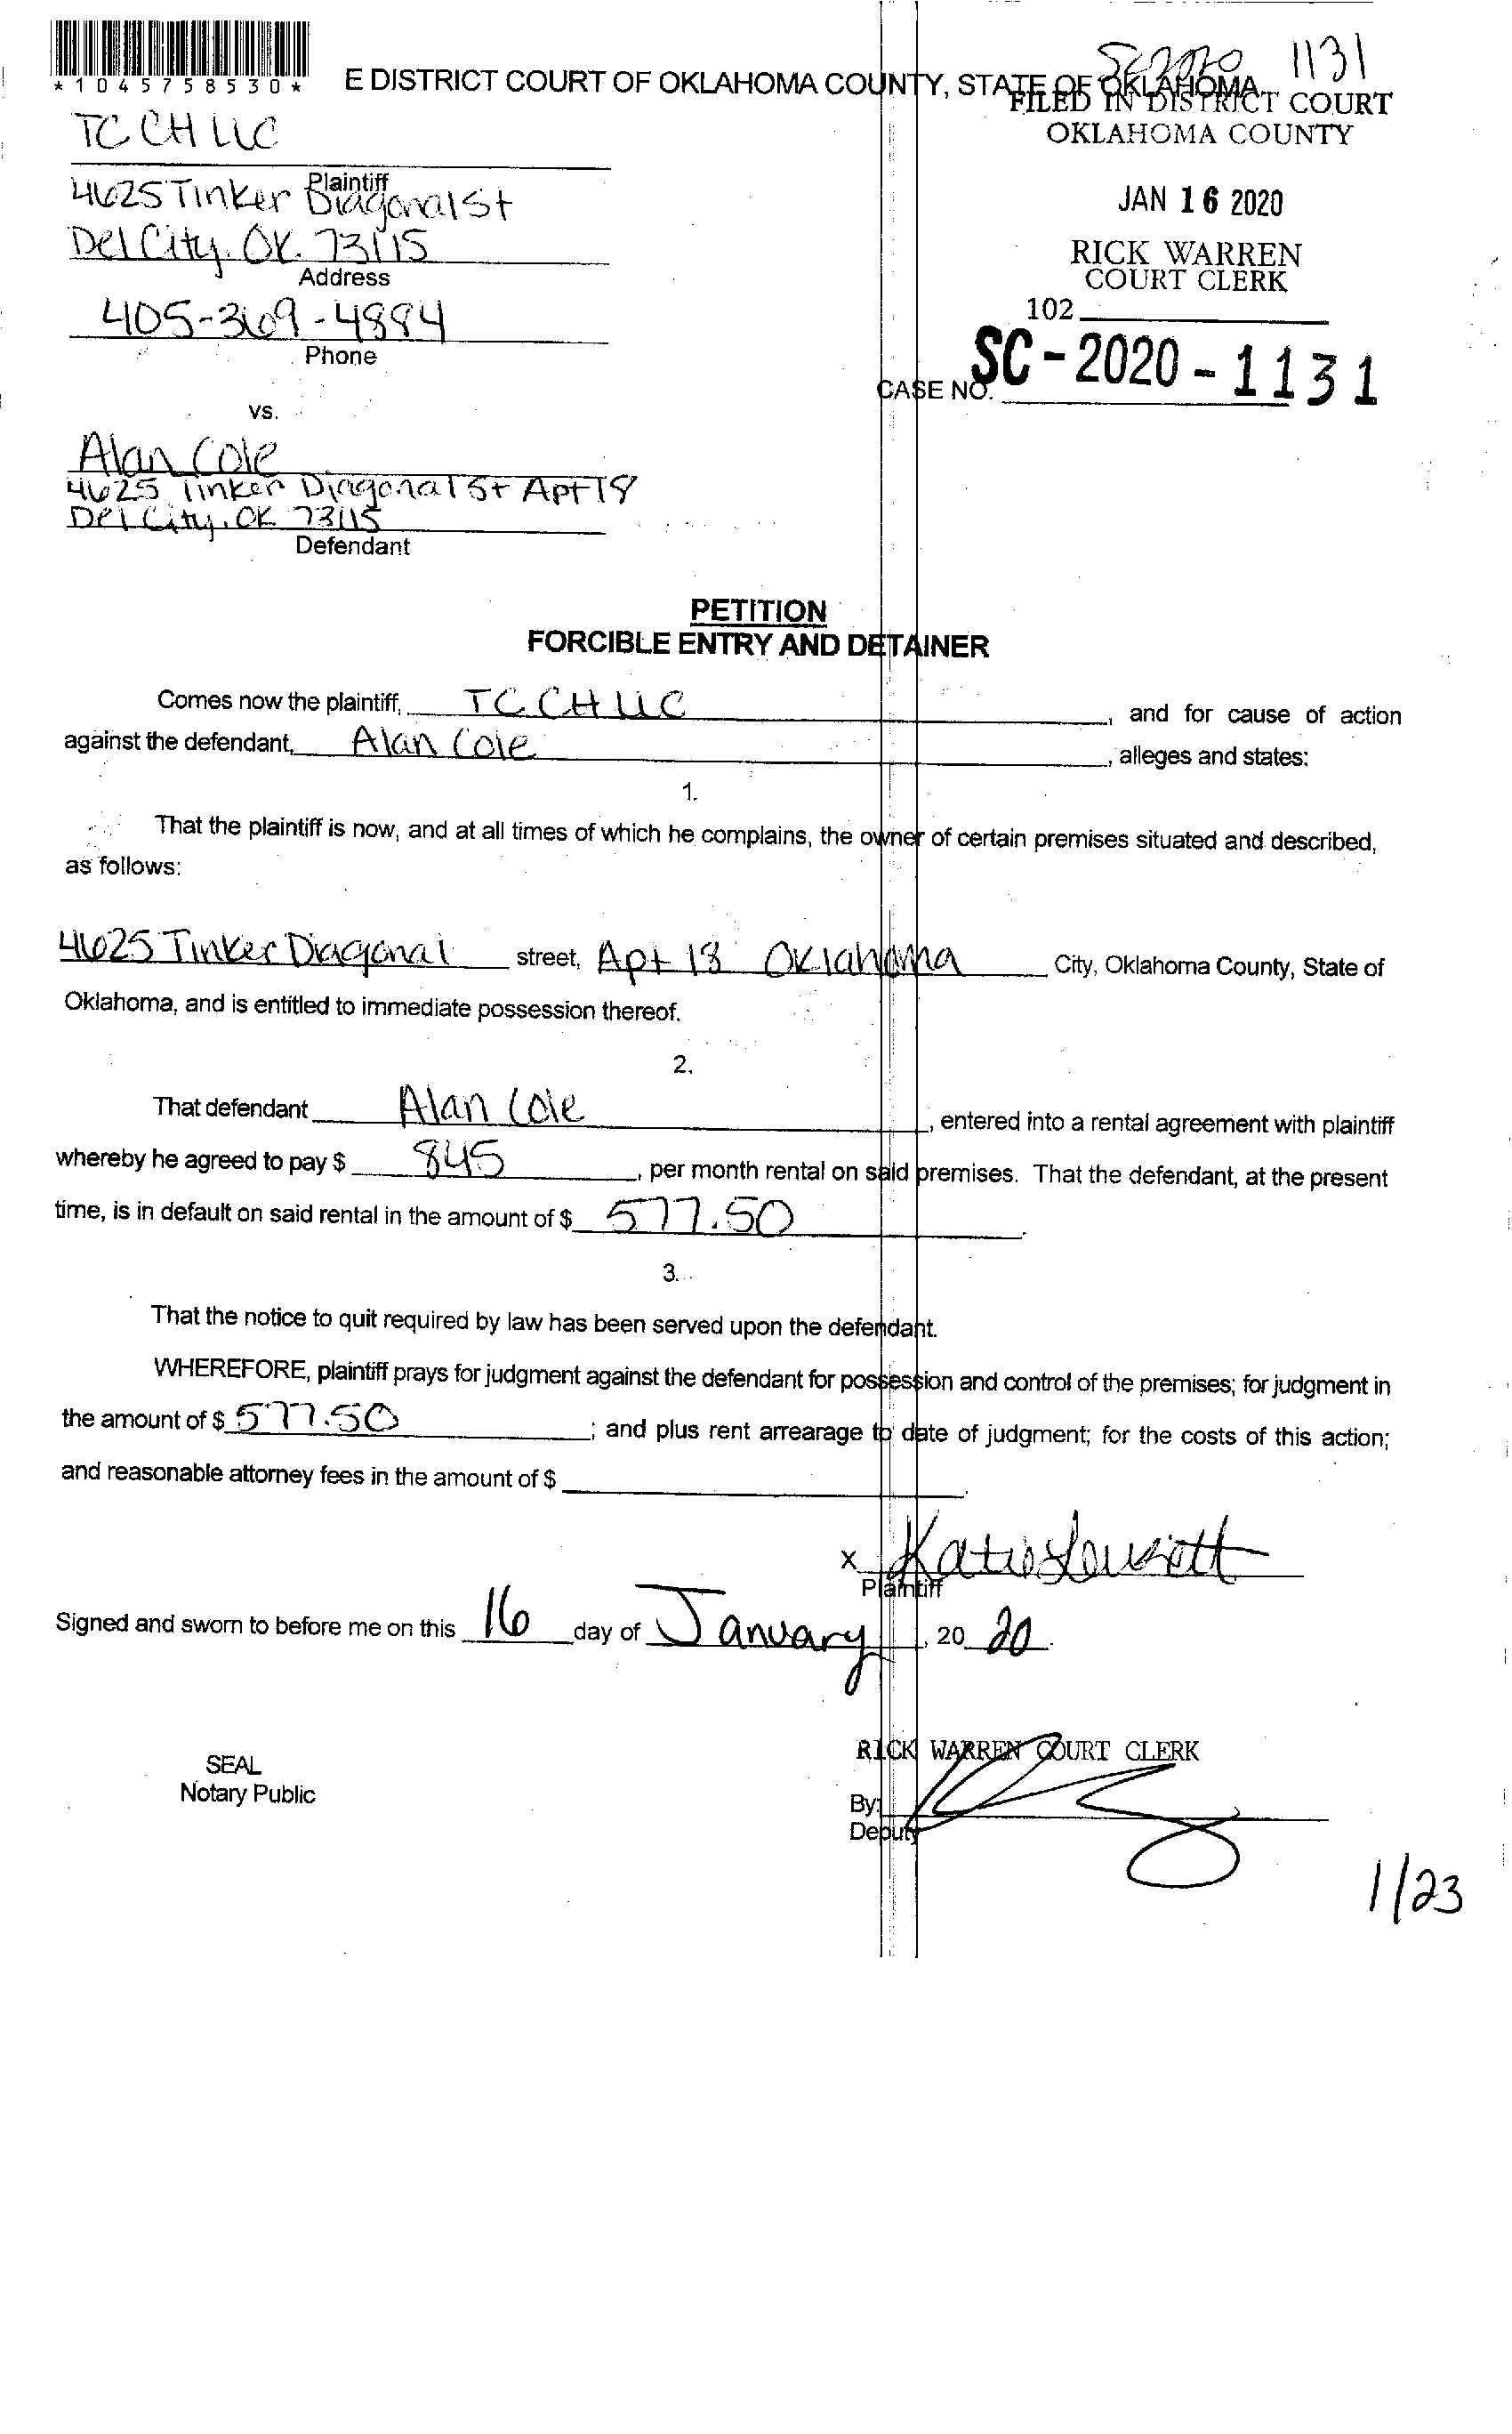 SC2020 1131
*1045758530*
E DISTRICT COURT OF OKLAHOMA COUNTY, STATE OF OKLAHOMA
FILED IN DISTRICT COURT
OKLAHOMA COUNTY
TC CH LLC
Plaintiff
JAN 16 2020
4625 Tinker Diagonal St
Del City, OK. 73115
Address
RICK WARREN
COURT CLERK
102
405-369-4884
Phone
CASE NO. SC-2020-1131
vs.
Alan Cole
4625 Tinker Diagonal St Apt 18
Del City, OK 73115
Defendant
PETITION
FORCIBLE ENTRY AND DETAINER
Comes now the plaintiff, TC CH LLC, and for cause of action
against the defendant, Alan Cole, alleges and states:
1.
That the plaintiff is now, and at all times of which he complains, the owner of certain premises situated and described,
as follows:
4625 Tinker Diagonal street, Apt 18 Oklahoma City, Oklahoma County, State of
Oklahoma, and is entitled to immediate possession thereof.
2.
That defendant Alan Cole, entered into a rental agreement with plaintiff
whereby he agreed to pay $ 845, per month rental on said premises. That the defendant, at the present
time, is in default on said rental in the amount of $ 577.50.
3.
That the notice to quit required by law has been served upon the defendant.
WHEREFORE, plaintiff prays for judgment against the defendant for possession and control of the premises; for judgment in
the amount of $ 577.50; and plus rent arrearage to date of judgment; for the costs of this action;
and reasonable attorney fees in the amount of $
x Katie
Plaintiff
Signed and sworn to before me on this 16 day of January, 20 20.
SEAL
Notary Public
RICK WARREN COURT CLERK
By:
Deputy
1/23